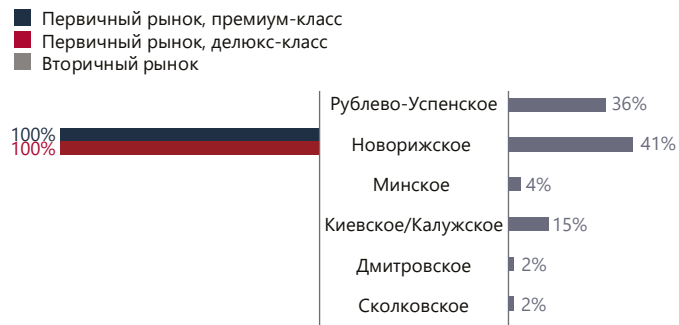 Первичный рынок, премиум-класс
Первичный рынок, делюкс-класс
Вторичный рынок
Рублево-Успенское 36%
100%
100%
Новорижское 41%
Минское 4%
Киевское/Калужское 15%
Дмитровское 2%
Сколковское 2%